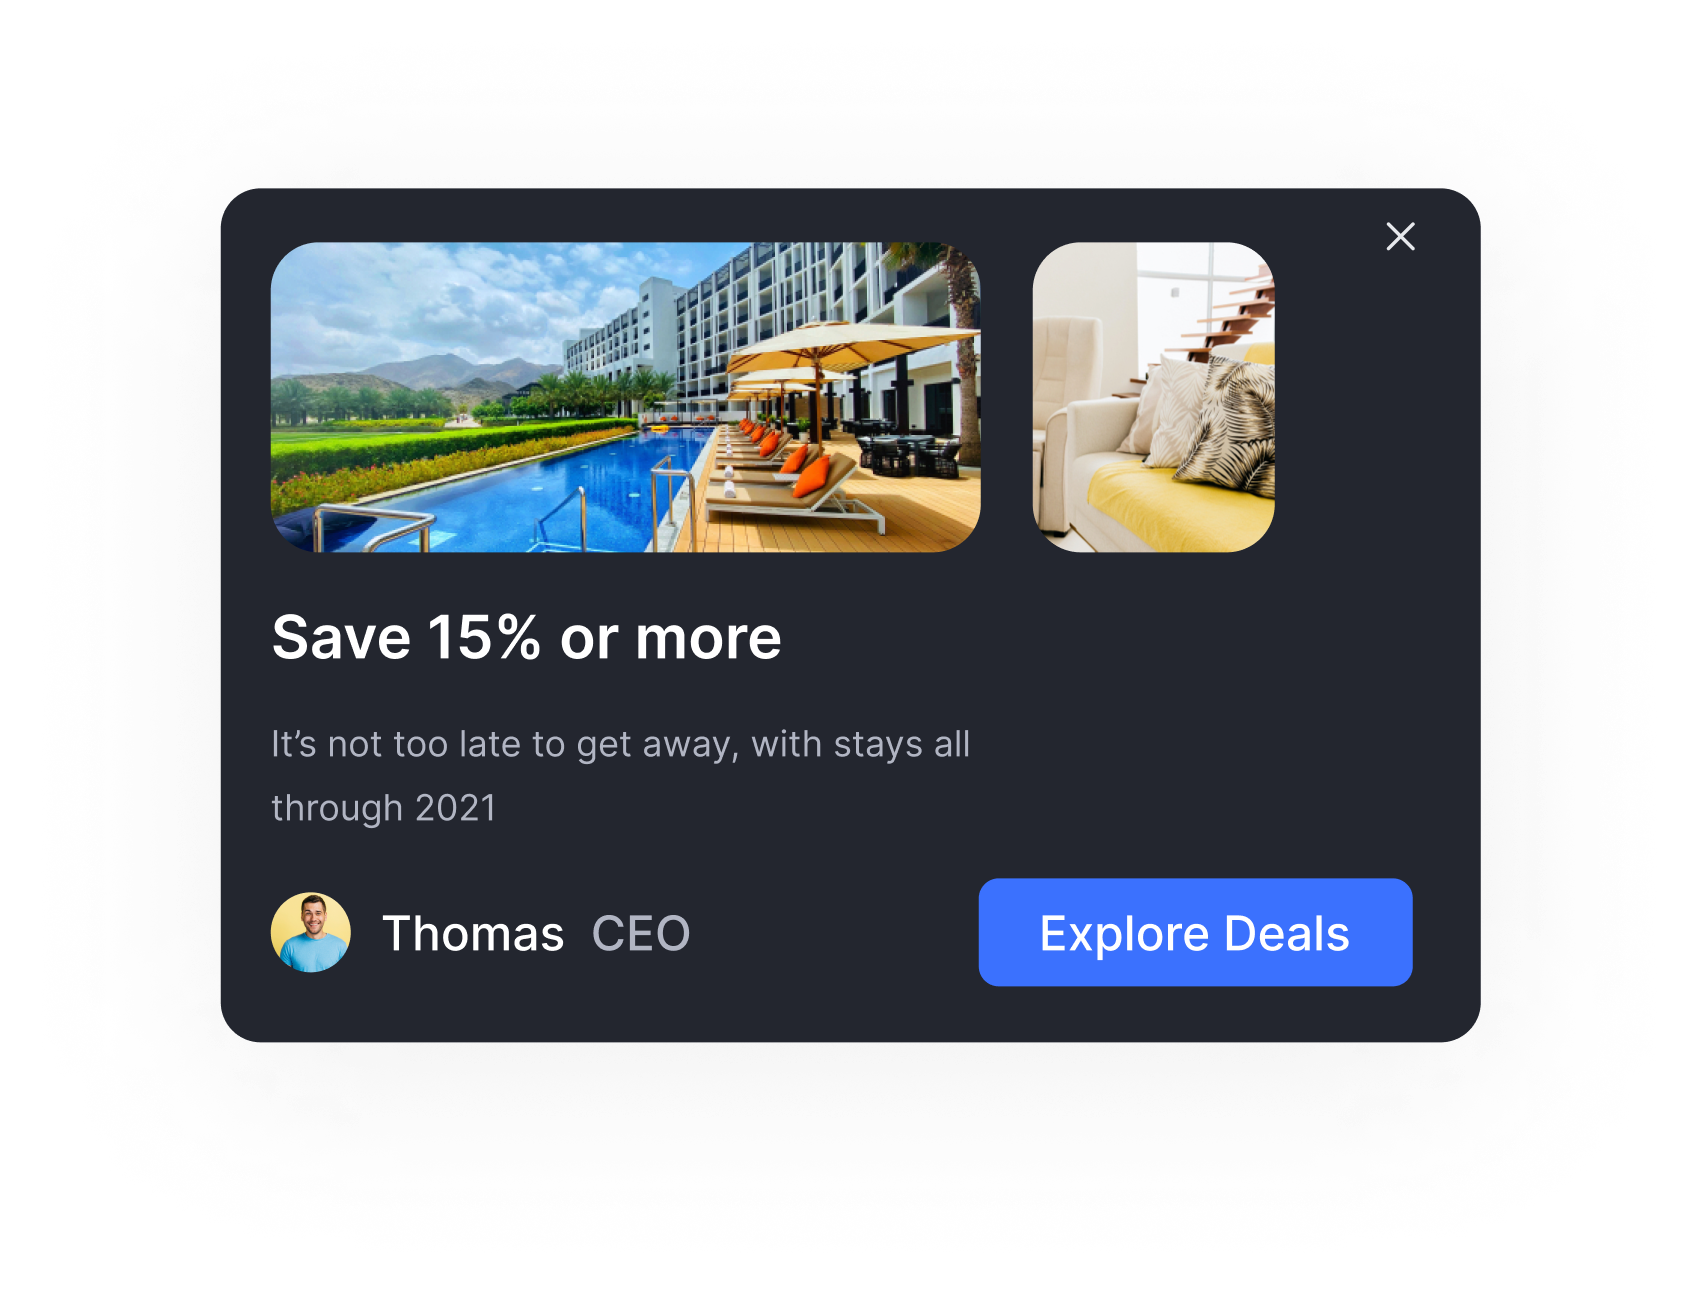 Save 15% or more
It’s not too late to get away, with stays all
through 2021
Thomas CEO
Explore Deals